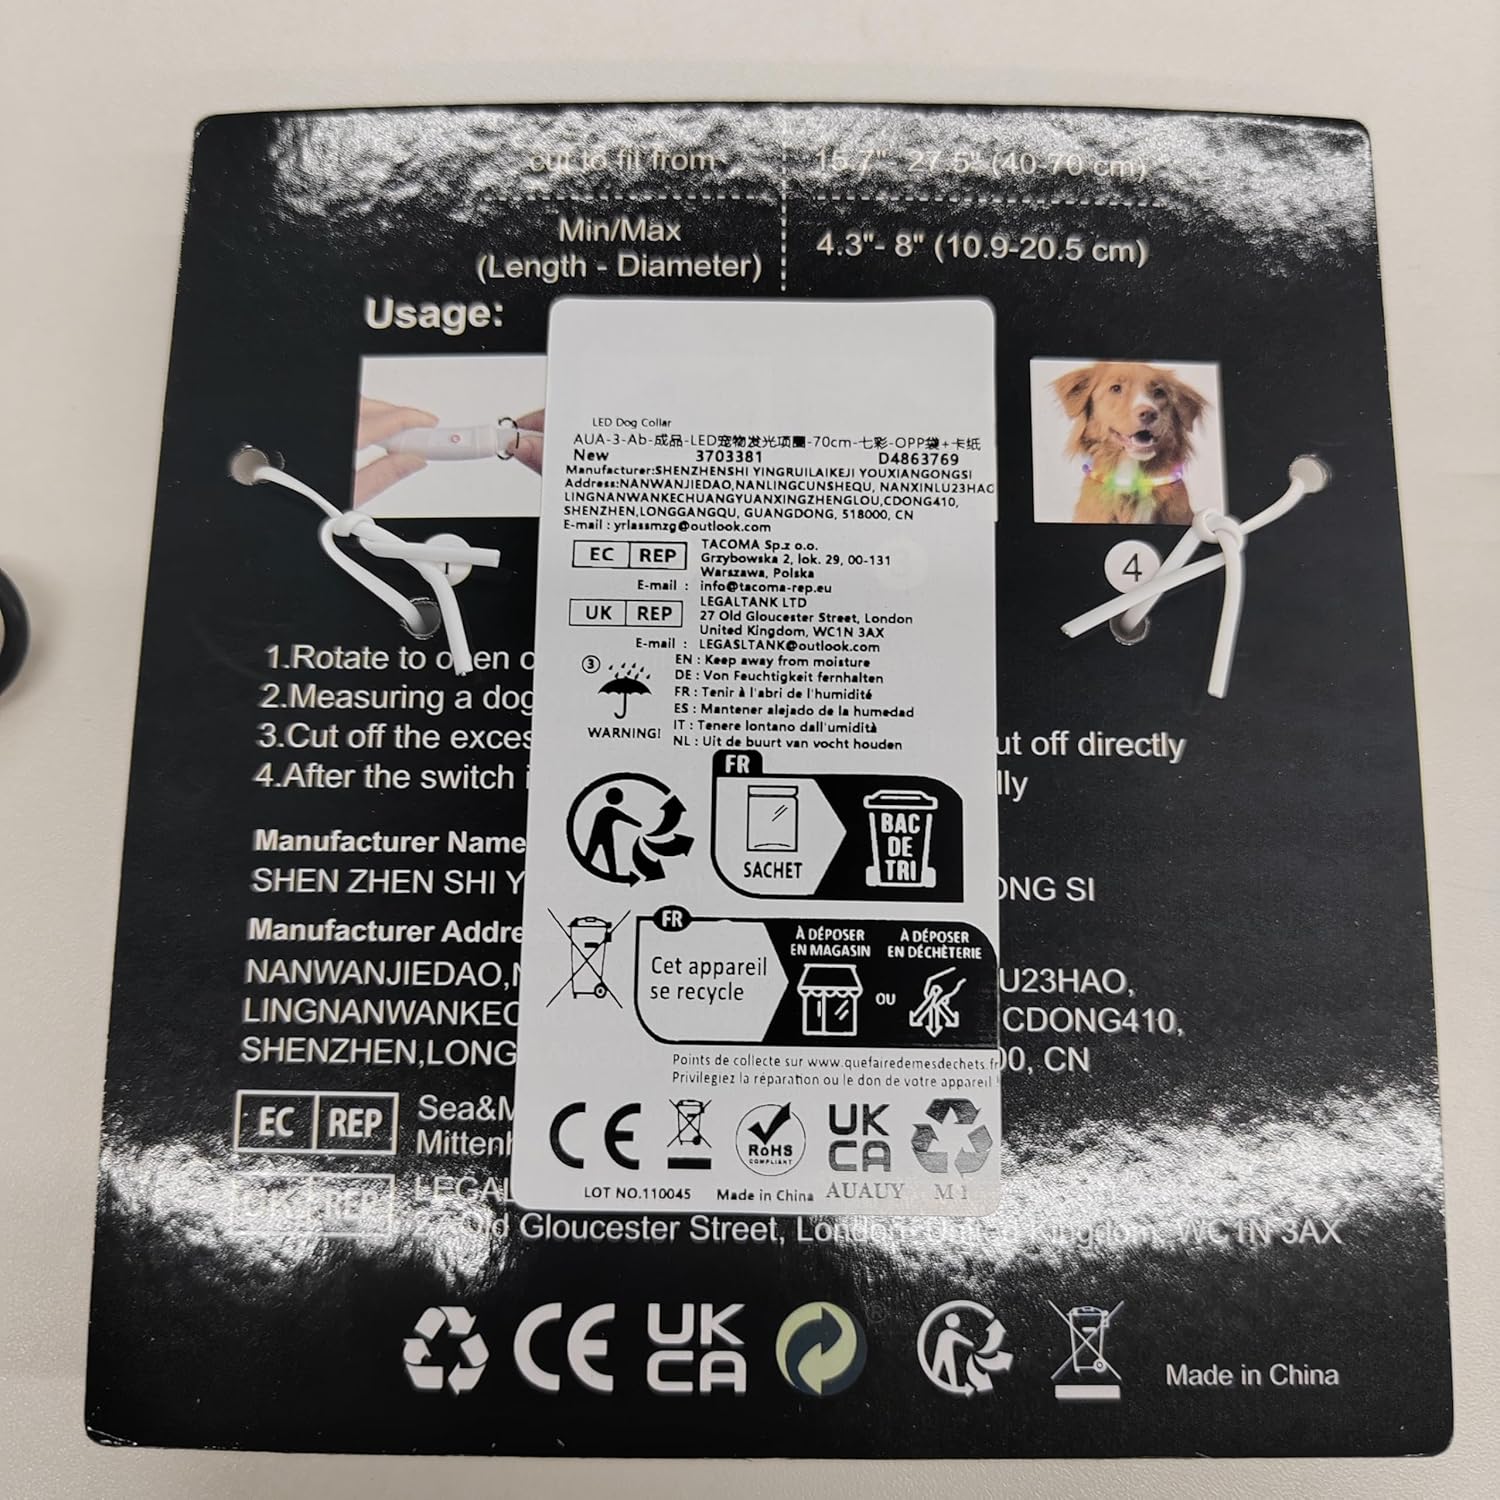 cut to fit from
15.7"- 27.5" (40-70 cm)
Min/Max
(Length - Diameter)
4.3"- 8" (10.9-20.5 cm)
Usage:
LED Dog Collar
AUA-3-Ab-成品-LED宠物发光项圈-70cm-七彩-OPP袋+卡纸
New 3703381 D4863769
Manufacturer:SHENZHENSHI YINGRUILAIKEJI YOUXIANGONGSI
Address:NANWANJIEDAO,NANLINGCUNSHEQU, NANXINLU23HAO
LINGNANWANKECHUANGYUANXINGZHENGLOU,CDONG410,
SHENZHEN,LONGGANGQU, GUANGDONG, 518000, CN
E-mail : yrlassmzg@outlook.com
EC REP
TACOMA Sp.z o.o.
Grzybowska 2, lok. 29, 00-131
Warszawa, Polska
E-mail : info@tacoma-rep.eu
UK REP
LEGALTANK LTD
27 Old Gloucester Street, London
United Kingdom, WC1N 3AX
E-mail : LEGASLTANK@outlook.com
3
WARNING!
EN : Keep away from moisture
DE : Von Feuchtigkeit fernhalten
FR : Tenir à l'abri de l'humidité
ES : Mantener alejado de la humedad
IT : Tenere lontano dall'umidità
NL : Uit de buurt van vocht houden
FR
SACHET
BAC
DE
TRI
FR
Cet appareil
se recycle
À DÉPOSER
EN MAGASIN
OU
À DÉPOSER
EN DÉCHÈTERIE
Points de collecte sur www.quefairedemesdechets.fr
Privilegiez la réparation ou le don de votre appareil !
CE
RoHS
COMPLIANT
UK
CA
LOT NO.110045 Made in China AUAUY M1
1
4
1.Rotate to open
2.Measuring a dog
3.Cut off the ut off directly
4.After the switch
Manufacturer Name
SHEN ZHEN SHI Y ONG SI
Manufacturer
NANWANJIEDAO, U23HAO,
LINGNANWANKEC CDONG410,
SHENZHEN,LONG 00, CN
EC REP
Sea&M
Mittenh
UK REP
LEGAL
27 Old Gloucester Street, London, United Kingdom, WC1N 3AX
CE
UK
CA
®
Made in China